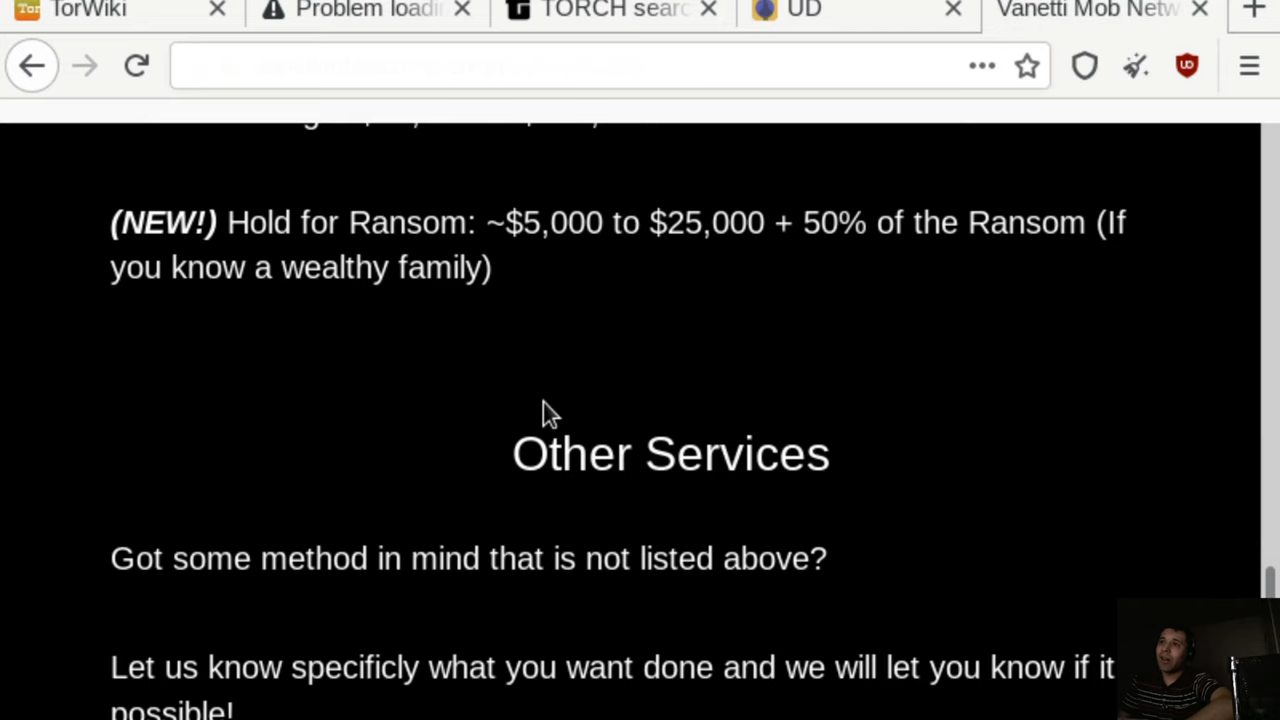 TorWiki
Problem loadin
TORCH searc
UD
Vanetti Mob Netw
(NEW!) Hold for Ransom: ~$5,000 to $25,000 + 50% of the Ransom (If
you know a wealthy family)
Other Services
Got some method in mind that is not listed above?
Let us know specificly what you want done and we will let you know if it
possible!